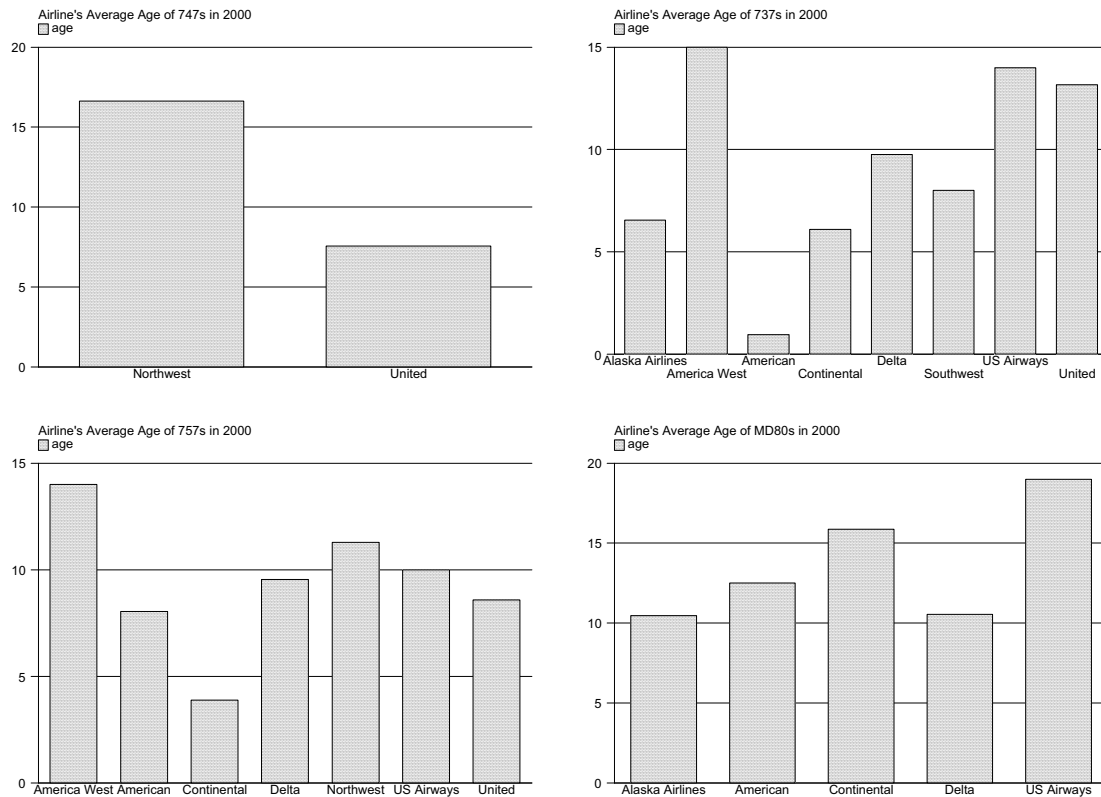 Airline's Average Age of 747s in 2000
age
20
15
10
5
0
Northwest United
Airline's Average Age of 737s in 2000
age
15
10
5
0
Alaska Airlines American Delta US Airways
America West Continental Southwest United
Airline's Average Age of 757s in 2000
age
15
10
5
0
America West American Continental Delta Northwest US Airways United
Airline's Average Age of MD80s in 2000
age
20
15
10
5
0
Alaska Airlines American Continental Delta US Airways